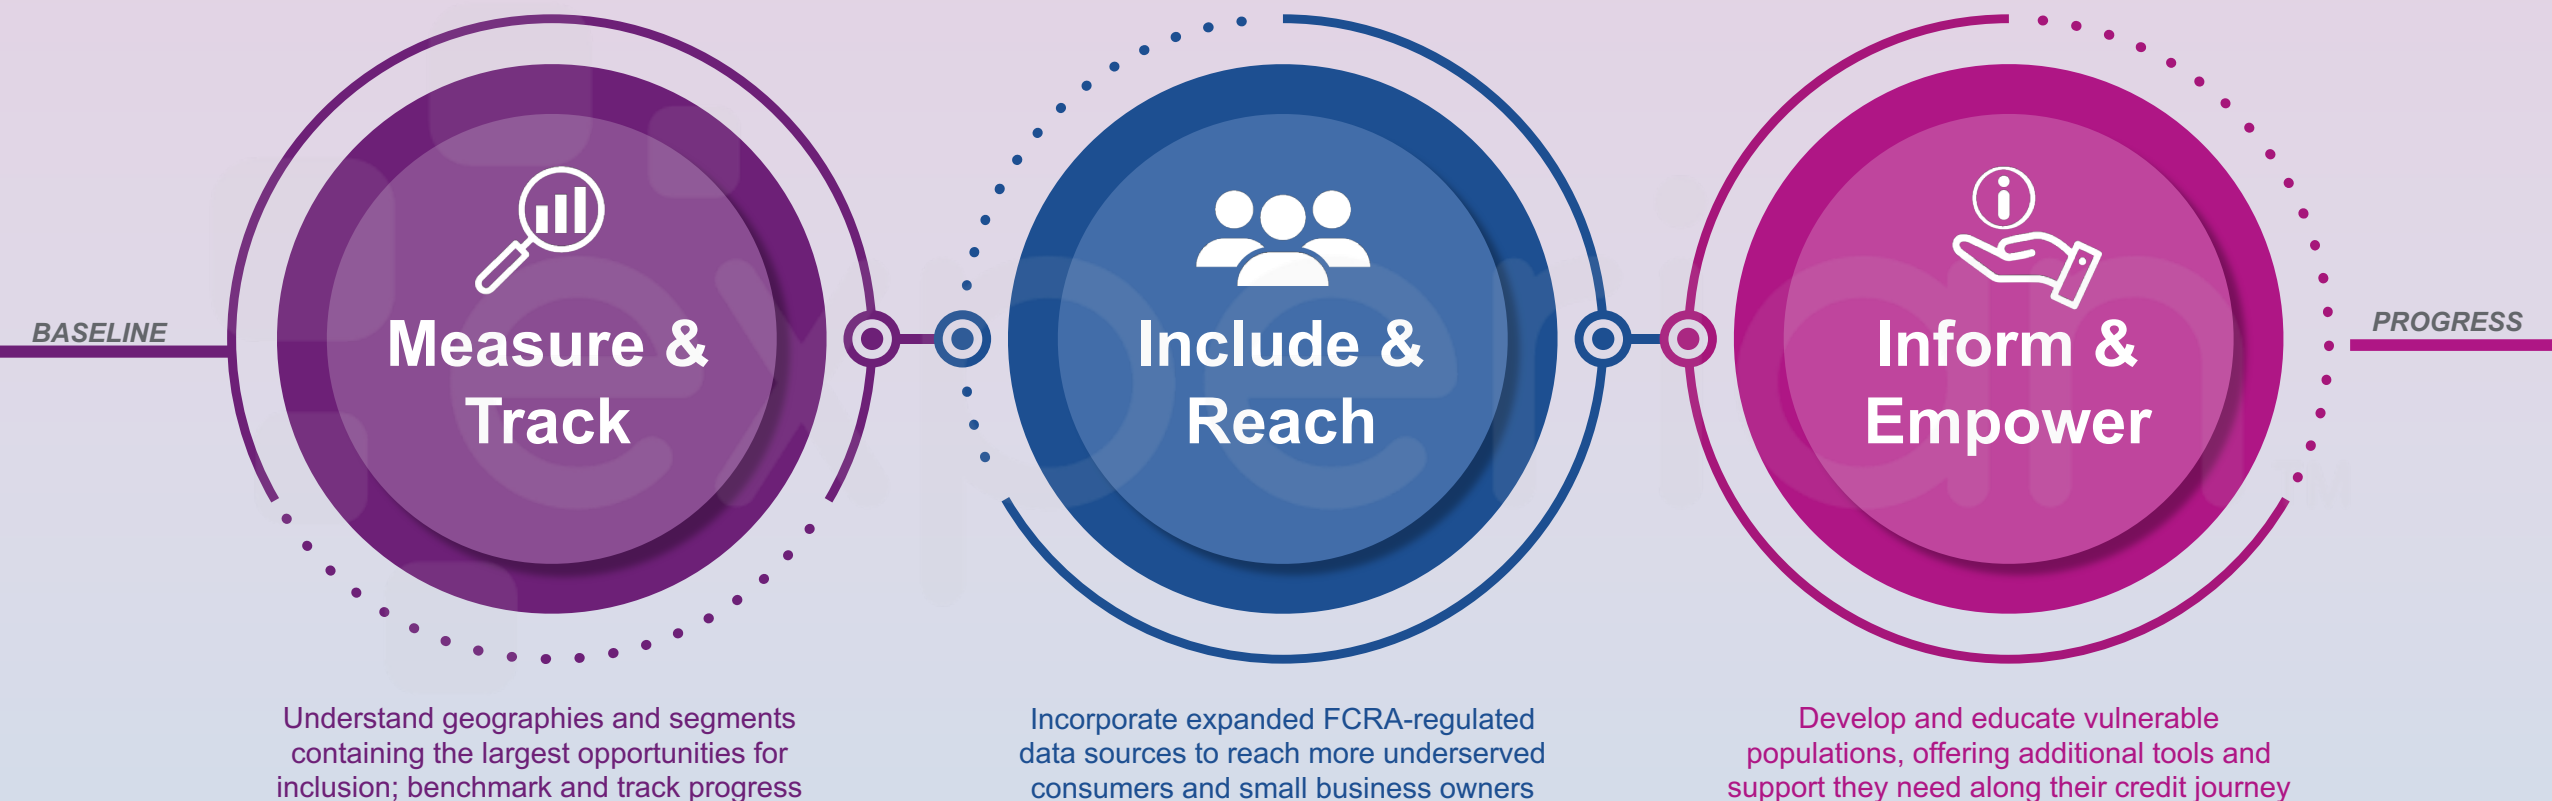 BASELINE
Measure &
Track
Include &
Reach
Inform &
Empower
PROGRESS
Understand geographies and segments
containing the largest opportunities for
inclusion; benchmark and track progress
Incorporate expanded FCRA-regulated
data sources to reach more underserved
consumers and small business owners
Develop and educate vulnerable
populations, offering additional tools and
support they need along their credit journey
experian
TM